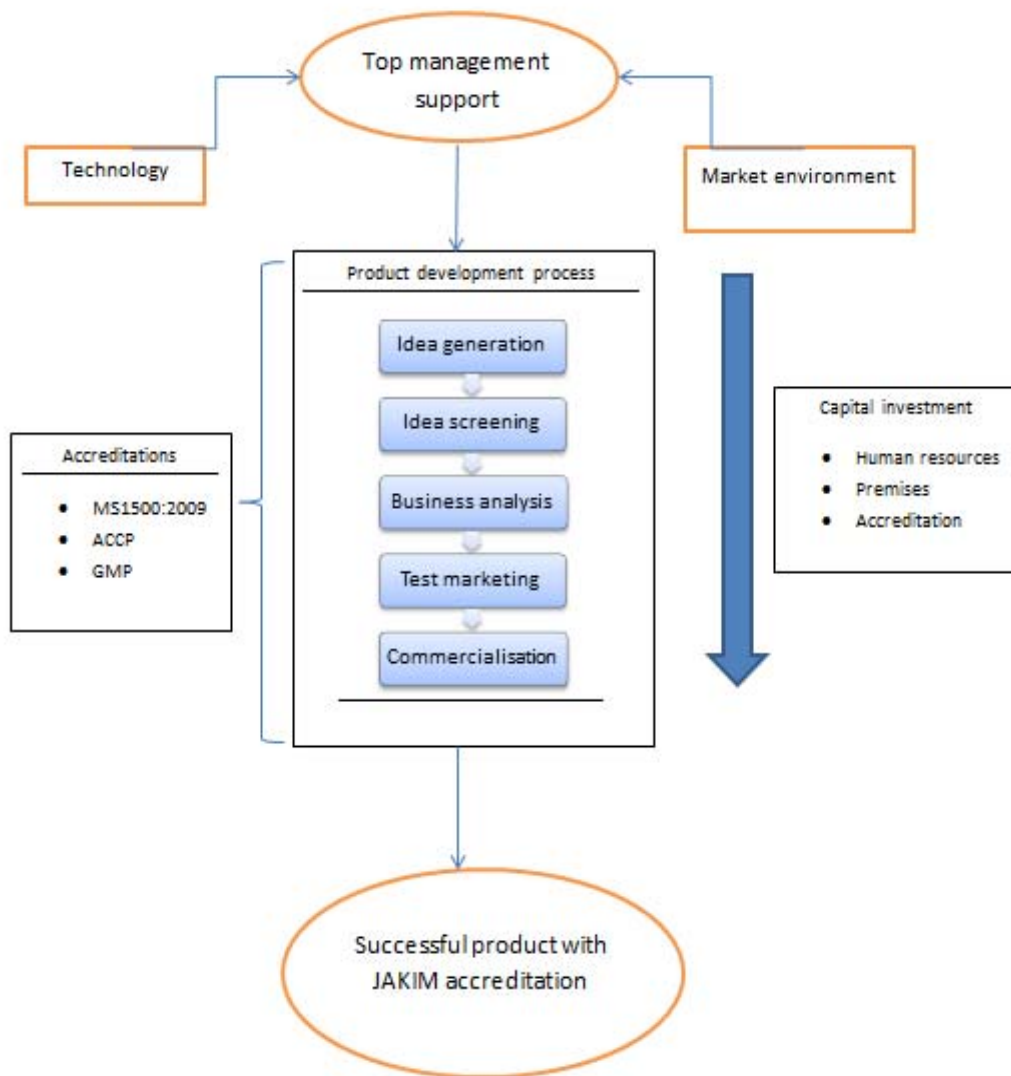 Top management
support
Technology
Market environment
Product development process
Idea generation
Idea screening
Business analysis
Test marketing
Commercialisation
Accreditations
• MS1500:2009
• ACCP
• GMP
Capital investment
• Human resources
• Premises
• Accreditation
Successful product with
JAKIM accreditation